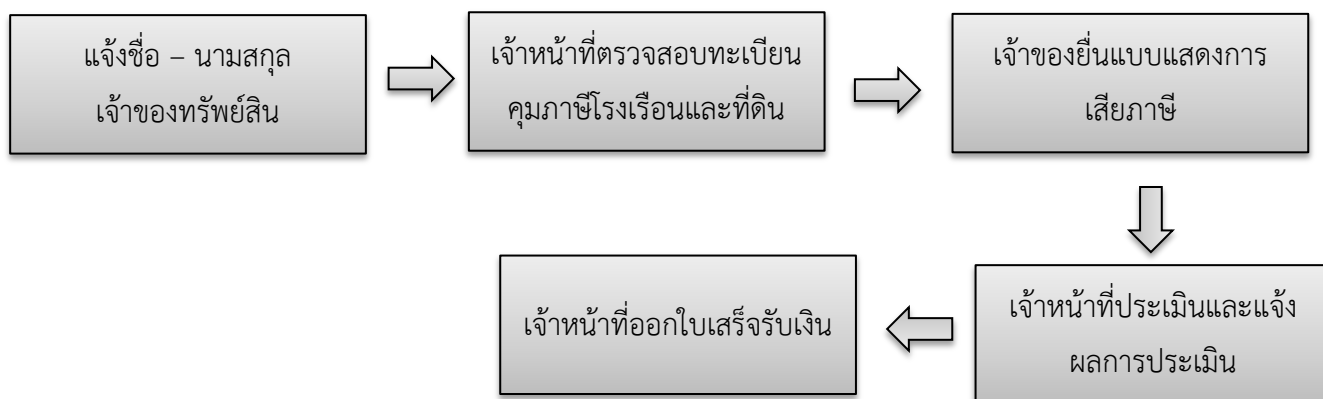 แจ้งชื่อ – นามสกุล
เจ้าของทรัพย์สิน
เจ้าหน้าที่ตรวจสอบทะเบียน
คุมภาษีโรงเรือนและที่ดิน
เจ้าของยื่นแบบแสดงการ
เสียภาษี
เจ้าหน้าที่ประเมินและแจ้ง
ผลการประเมิน
เจ้าหน้าที่ออกใบเสร็จรับเงิน